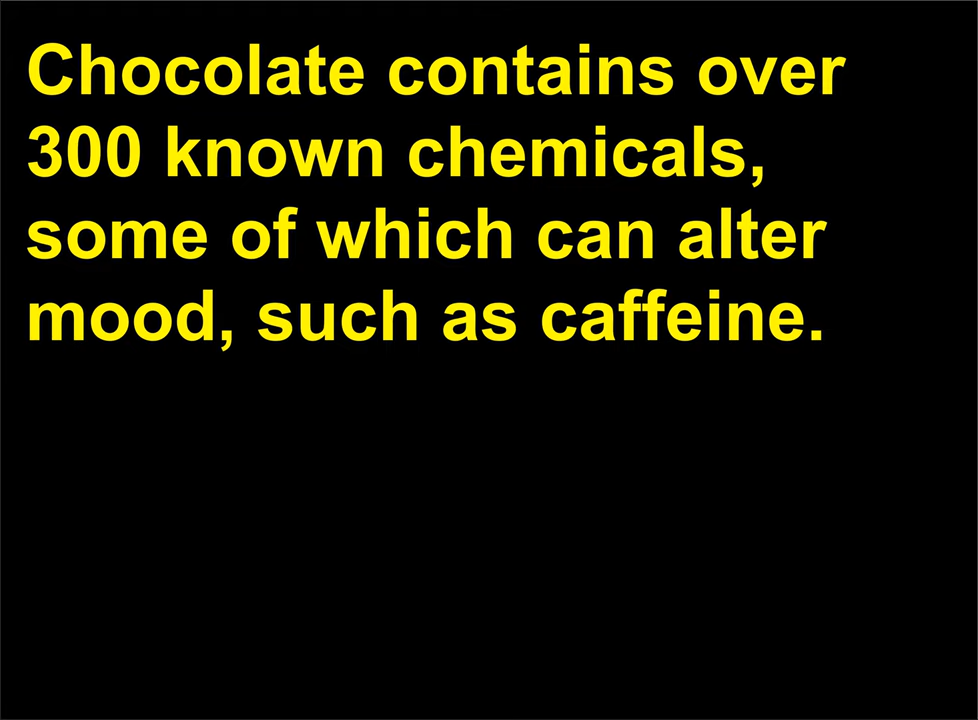 Chocolate contains over
300 known chemicals,
some of which can alter
mood, such as caffeine.